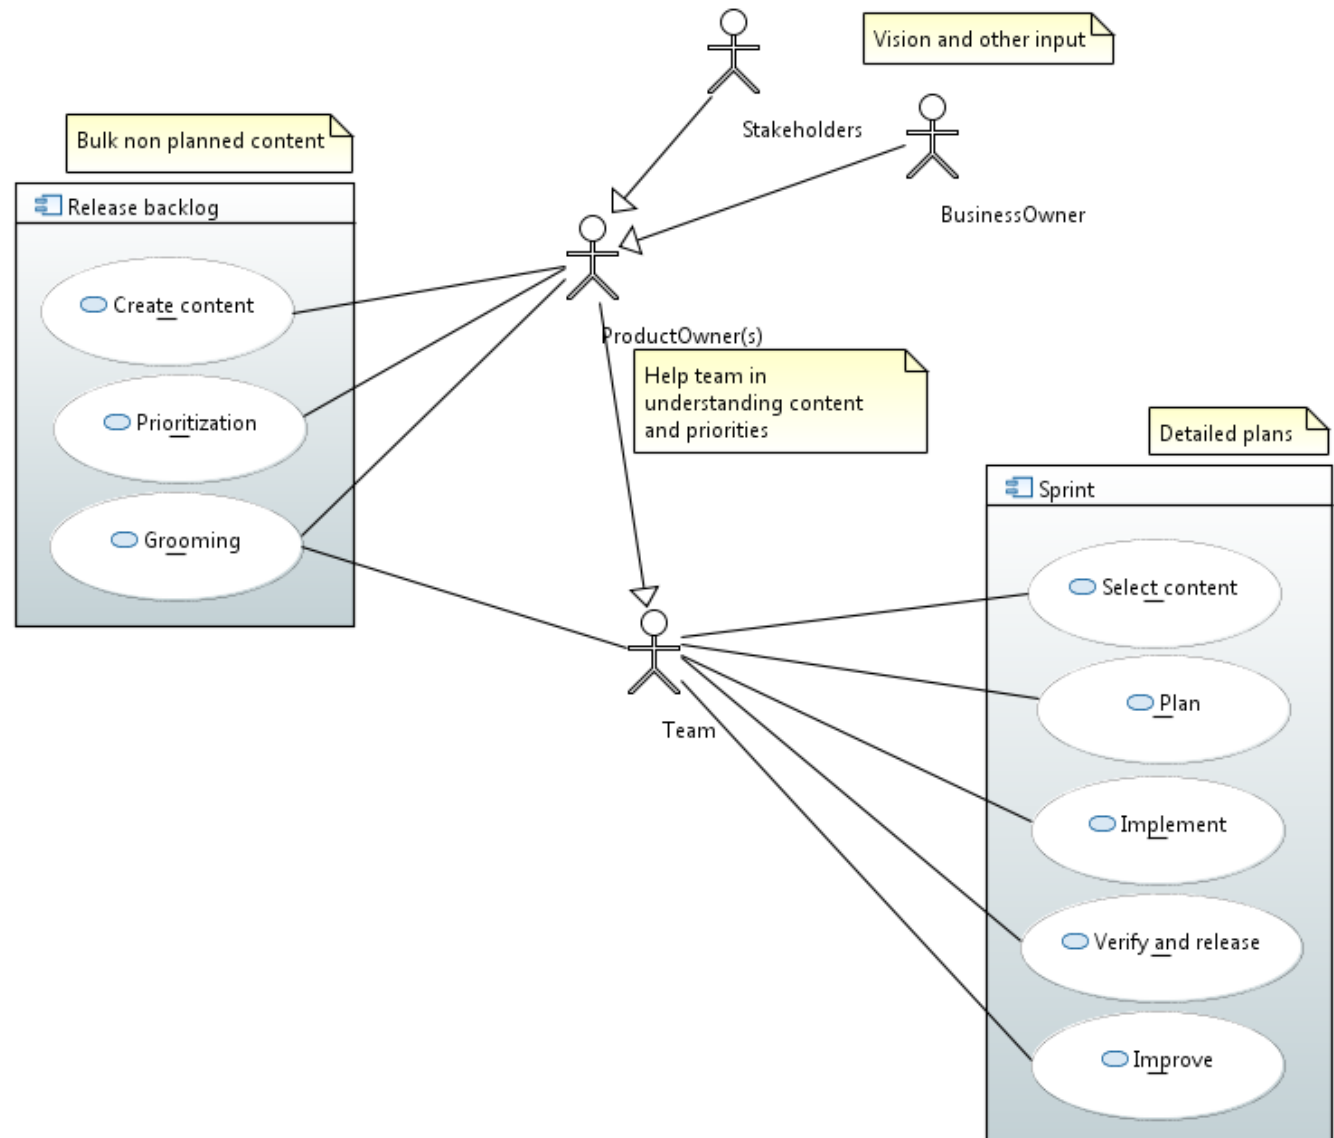 Vision and other input
Stakeholders
Bulk non planned content
BusinessOwner
Release backlog
Create content
Prioritization
Grooming
ProductOwner(s)
Help team in
understanding content
and priorities
Team
Detailed plans
Sprint
Select content
Plan
Implement
Verify and release
Improve